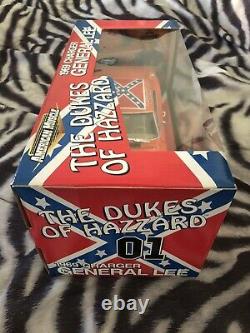 AMERICAN MUSCLE
THE DUKES
OF HAZZARD
1969 CHARGER
GENERAL LEE
THE DUKES
OF HAZZARD
01
1969 CHARGER
GENERAL LEE